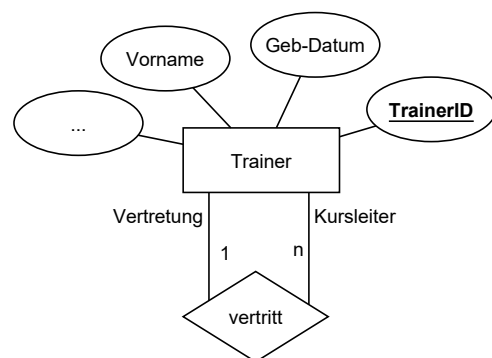 Geb-Datum
Vorname
TrainerID
...
Trainer
Vertretung
Kursleiter
1
n
vertritt